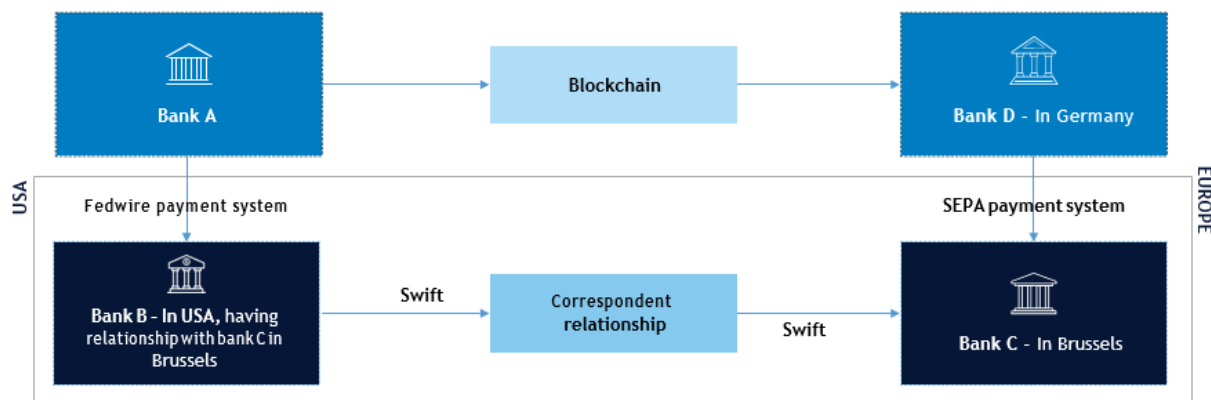 Bank A
Blockchain
Bank D - In Germany
USA
EUROPE
Fedwire payment system
SEPA payment system
Bank B - In USA, having
relationship with bank C in
Brussels
Swift
Correspondent
relationship
Swift
Bank C - In Brussels